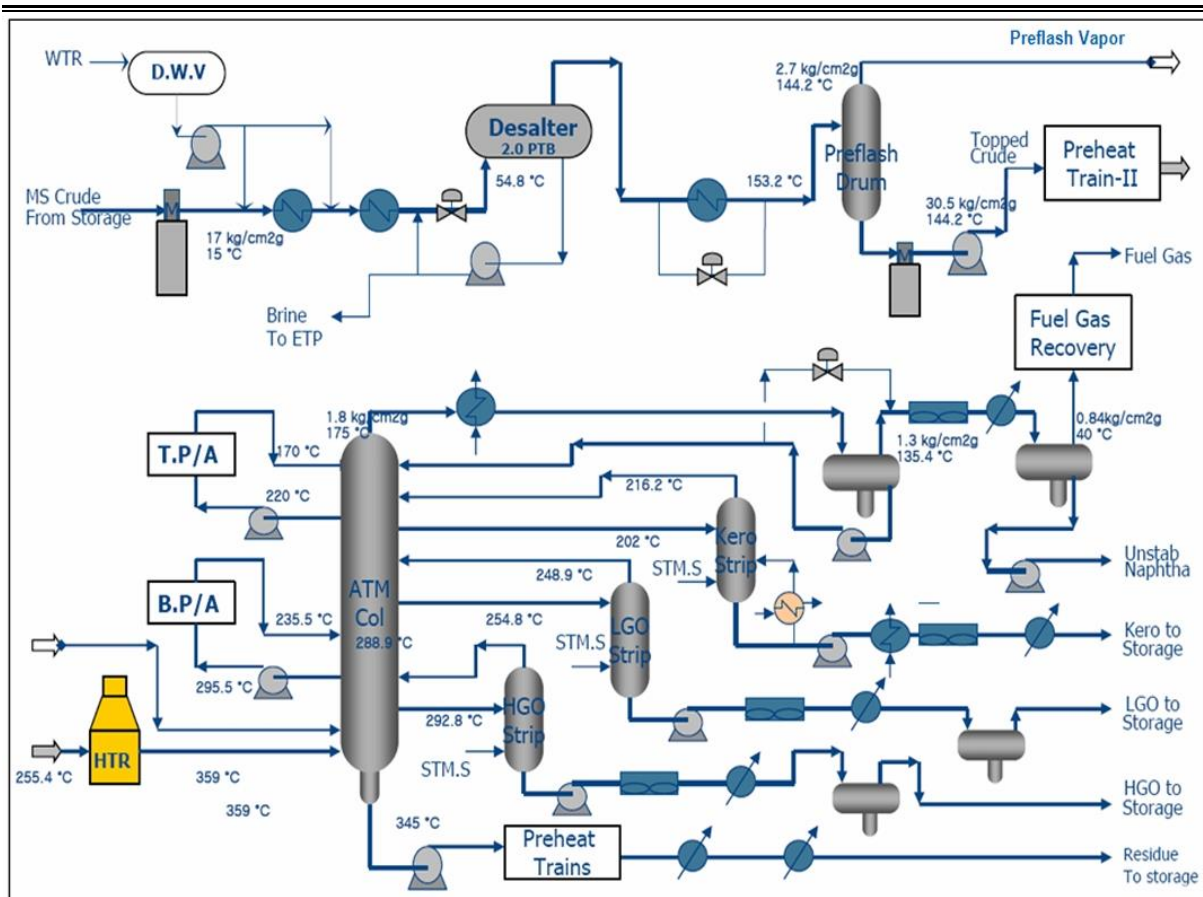 Preflash Vapor
WTR
D.W.V
2.7 kg/cm2g
144.2 °C
Desalter
2.0 PTB
Topped
Crude
Preheat
Train-II
MS Crude
From Storage
M
54.8 °C
153.2 °C
Preflash
Drum
30.5 kg/cm2g
144.2 °C
17 kg/cm2g
15 °C
M
Fuel Gas
Brine
To ETP
Fuel Gas
Recovery
1.8 kg/cm2g
175 °C
0.84kg/cm2g
40 °C
T.P/A
170 °C
1.3 kg/cm2g
135.4 °C
216.2 °C
220 °C
Kero
Strip
202 °C
STM.S
Unstab
Naphtha
248.9 °C
B.P/A
ATM
Col
235.5 °C
288.9 °C
254.8 °C
LGO
Strip
STM.S
Kero to
Storage
295.5 °C
292.8 °C
HGO
Strip
LGO to
Storage
HTR
STM.S
255.4 °C
359 °C
359 °C
HGO to
Storage
345 °C
Preheat
Trains
Residue
To storage